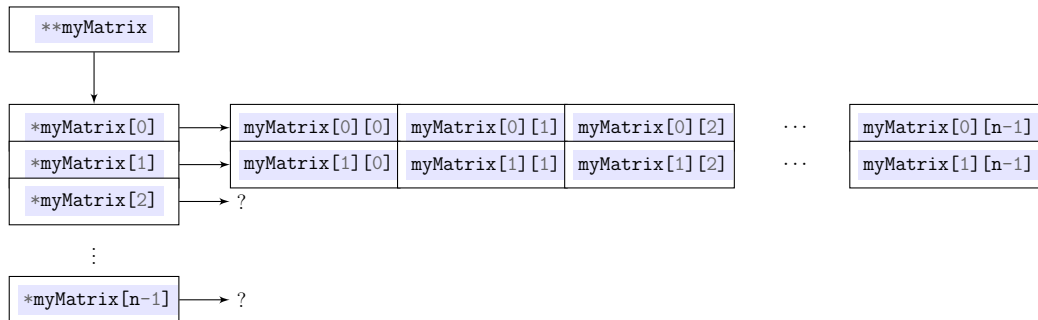 **myMatrix
*myMatrix[0] myMatrix[0][0] myMatrix[0][1] myMatrix[0][2] ··· myMatrix[0][n-1]
*myMatrix[1] myMatrix[1][0] myMatrix[1][1] myMatrix[1][2] ··· myMatrix[1][n-1]
*myMatrix[2] ?
⋮
*myMatrix[n-1] ?